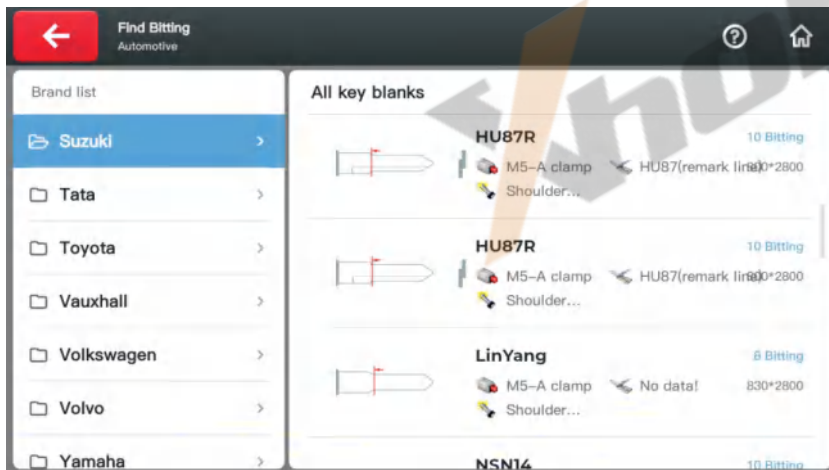 Find Bitting
Automotive
Brand list
Suzuki
Tata
Toyota
Vauxhall
Volkswagen
Volvo
Yamaha
All key blanks
HU87R
10 Bitting
M5-A clamp
HU87(remark line)
*2800
Shoulder...
HU87R
10 Bitting
M5-A clamp
HU87(remark line)
*2800
Shoulder...
LinYang
8 Bitting
M5-A clamp
No data!
830*2800
Shoulder...
NSN14
10 Bitting